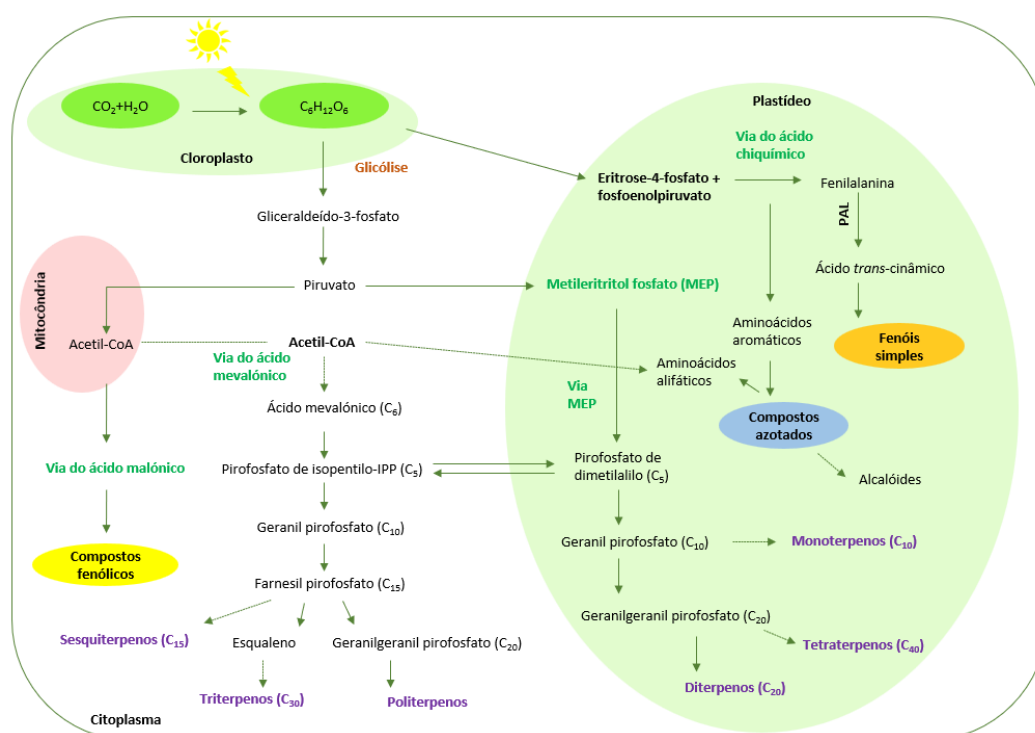 CO₂+H₂O
C₆H₁₂O₆
Cloroplasto
Glicólise
Gliceraldeído-3-fosfato
Piruvato
Mitocôndria
Acetil-CoA
Acetil-CoA
Via do ácido
mevalónico
Ácido mevalónico (C₆)
Via do ácido malónico
Pirofosfato de isopentilo-IPP (C₅)
Geranil pirofosfato (C₁₀)
Compostos
fenólicos
Farnesil pirofosfato (C₁₅)
Sesquiterpenos (C₁₅)
Esqualeno
Geranilgeranil pirofosfato (C₂₀)
Triterpenos (C₃₀)
Politerpenos
Citoplasma
Plastídeo
Via do ácido
chiquímico
Eritrose-4-fosfato +
fosfoenolpiruvato
Fenilalanina
PAL
Ácido trans-cinâmico
Metileritritol fosfato (MEP)
Aminoácidos
aromáticos
Fenóis
simples
Aminoácidos
alifáticos
Via
MEP
Compostos
azotados
Pirofosfato de
dimetilalilo (C₅)
Alcalóides
Geranil pirofosfato (C₁₀)
Monoterpenos (C₁₀)
Geranilgeranil pirofosfato (C₂₀)
Tetraterpenos (C₄₀)
Diterpenos (C₂₀)